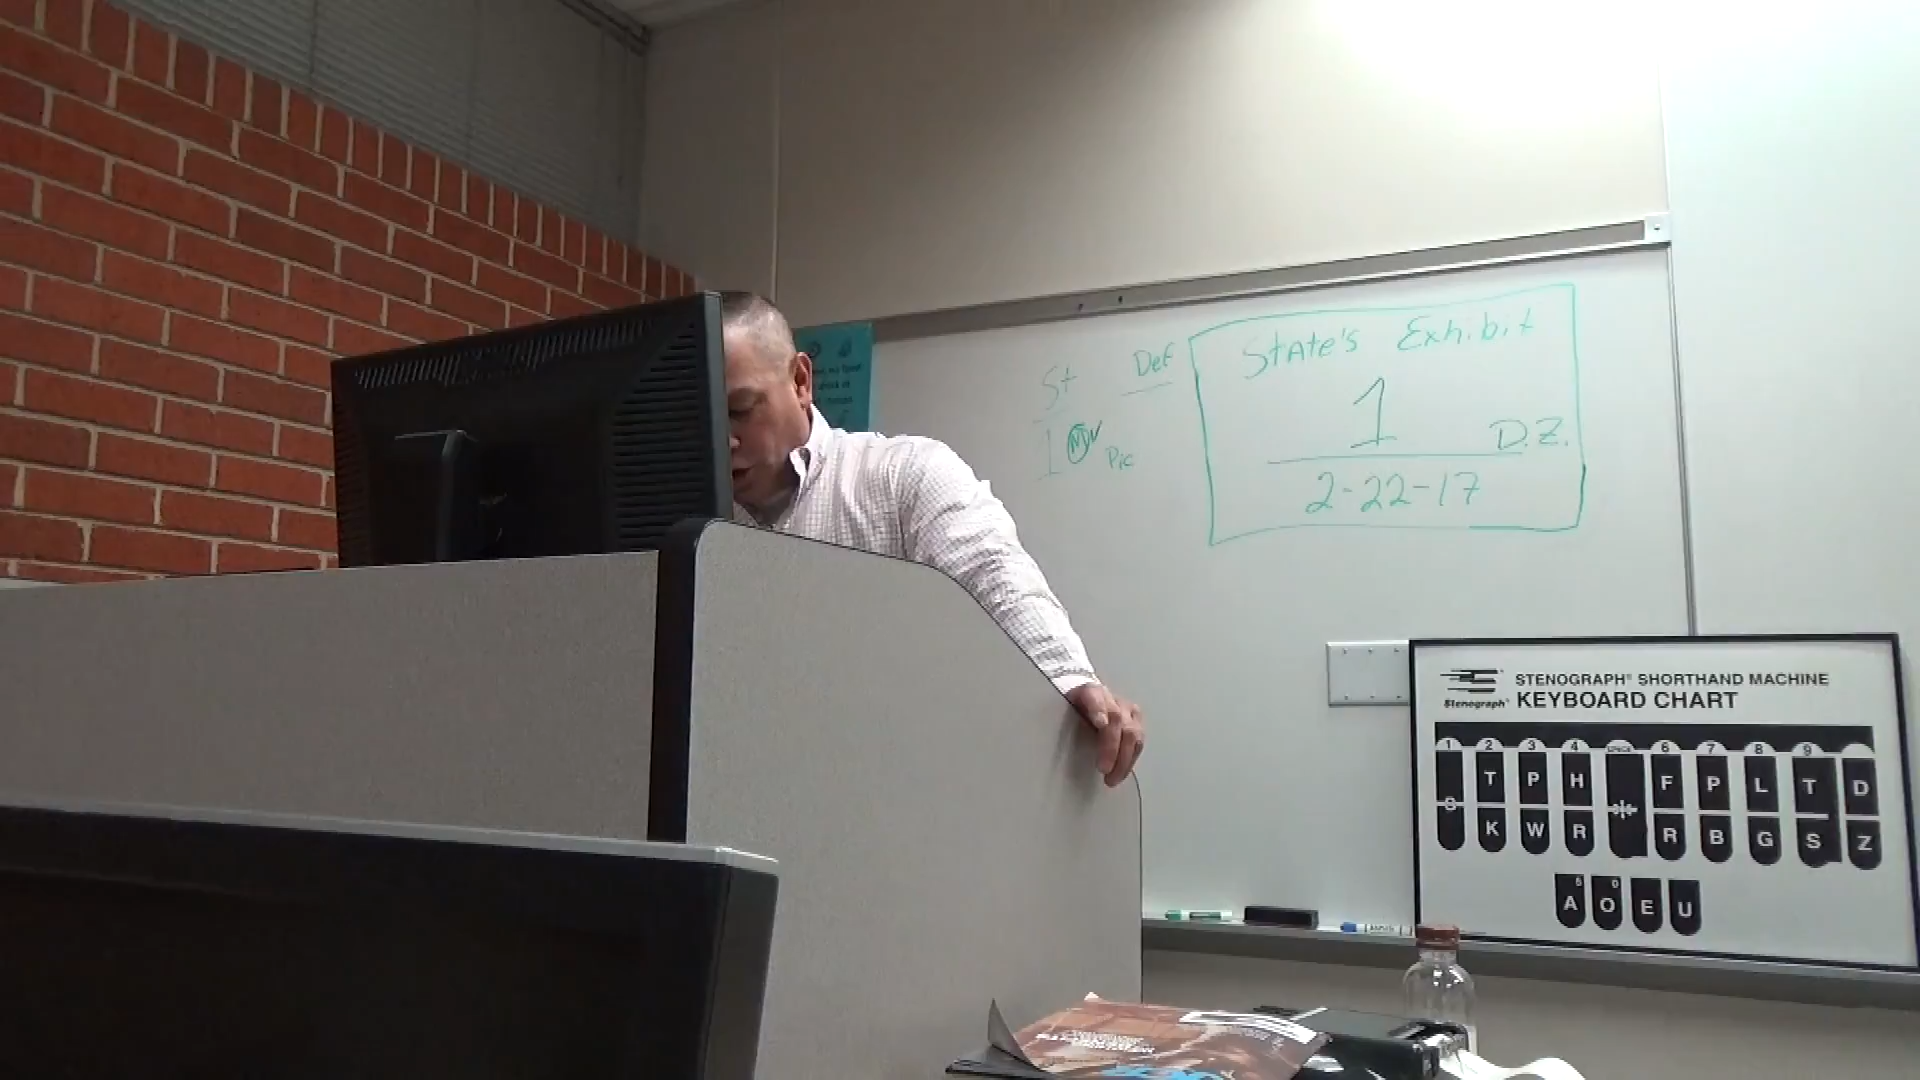 St
Def
1 M✓ Pic
StAte's Exhibit
1
D.Z.
2-22-17
Stenograph®
STENOGRAPH® SHORTHAND MACHINE
KEYBOARD CHART
1 2 3 4 6 7 8 9
S T P H * F P L T D
K W R R B G S Z
5 0
A O E U
JCR